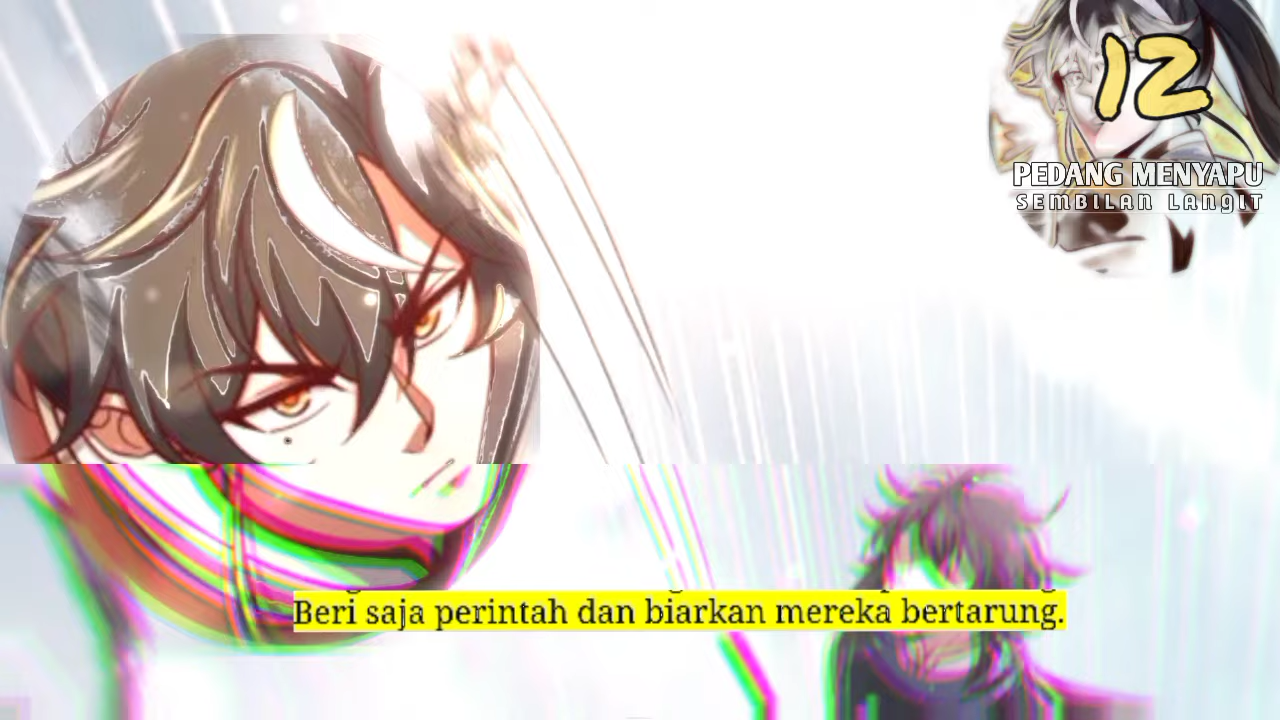 12
PEDANG MENYAPU
SEMBILAN LANGIT
Beri saja perintah dan biarkan mereka bertarung.